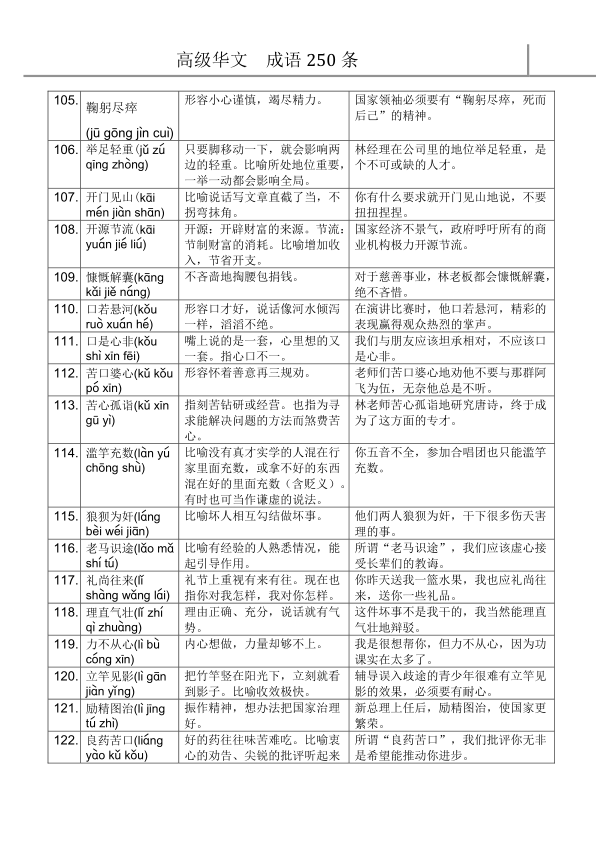 高级华文 成语 250 条
105. 鞠躬尽瘁 形容小心谨慎，竭尽精力。 国家领袖必须要有“鞠躬尽瘁，死而
(jū gōng jìn cuì) 后己”的精神。
106. 举足轻重(jǔ zú 只要脚移动一下，就会影响两 林经理在公司里的地位举足轻重，是
qīng zhòng) 边的轻重。比喻所处地位重要， 个不可或缺的人才。
一举一动都会影响全局。
107. 开门见山(kāi 比喻说话写文章直截了当，不 你有什么要求就开门见山地说，不要
mén jiàn shān) 拐弯抹角。 扭扭捏捏。
108. 开源节流(kāi 开源：开辟财富的来源。节流： 国家经济不景气，政府呼吁所有的商
yuán jié liú) 节制财富的消耗。比喻增加收 业机构极力开源节流。
入，节省开支。
109. 慷慨解囊(kāng 不吝啬地掏腰包捐钱。 对于慈善事业，林老板都会慷慨解囊，
kǎi jiě náng) 绝不吝惜。
110. 口若悬河(kǒu 形容口才好，说话像河水倾泻 在演讲比赛时，他口若悬河，精彩的
ruò xuán hé) 一样，滔滔不绝。 表现赢得观众热烈的掌声。
111. 口是心非(kǒu 嘴上说的是一套，心里想的又 我们与朋友应该坦承相对，不应该口
shì xīn fēi) 一套。指心口不一。 是心非。
112. 苦口婆心(kǔ kǒu 形容怀着善意再三规劝。 老师们苦口婆心地劝他不要与那群阿
pó xīn) 飞为伍，无奈他总是不听。
113. 苦心孤诣(kǔ xīn 指刻苦钻研或经营。也指为寻 林老师苦心孤诣地研究唐诗，终于成
gū yì) 求能解决问题的方法而煞费苦 为了这方面的专才。
心。
114. 滥竽充数(làn yú 比喻没有真才实学的人混在行 你五音不全，参加合唱团也只能滥竽
chōng shù) 家里面充数，或拿不好的东西 充数。
混在好的里面充数（含贬义）。
有时也可当作谦虚的说法。
115. 狼狈为奸(láng 比喻坏人相互勾结做坏事。 他们两人狼狈为奸，干下很多伤天害
bèi wéi jiān) 理的事。
116. 老马识途(lǎo mǎ 比喻有经验的人熟悉情况，能 所谓“老马识途”，我们应该虚心接
shí tú) 起引导作用。 受长辈们的教诲。
117. 礼尚往来(lǐ 礼节上重视有来有往。现在也 你昨天送我一篮水果，我也应礼尚往
shàng wǎng lái) 指你对我怎样，我对你怎样。 来，送你一些礼品。
118. 理直气壮(lǐ zhí 理由正确、充分，说话就有气 这件坏事不是我干的，我当然能理直
qì zhuàng) 势。 气壮地辩驳。
119. 力不从心(lì bù 内心想做，力量却够不上。 我是很想帮你，但力不从心，因为功
cóng xīn) 课实在太多了。
120. 立竿见影(lì gān 把竹竿竖在阳光下，立刻就看 辅导误入歧途的青少年很难有立竿见
jiàn yǐng) 到影子。比喻收效极快。 影的效果，必须要有耐心。
121. 励精图治(lì jīng 振作精神，想办法把国家治理 新总理上任后，励精图治，使国家更
tú zhì) 好。 繁荣。
122. 良药苦口(liáng 好的药往往味苦难吃。比喻衷 所谓“良药苦口”，我们批评你无非
yào kǔ kǒu) 心的劝告、尖锐的批评听起来 是希望能推动你进步。